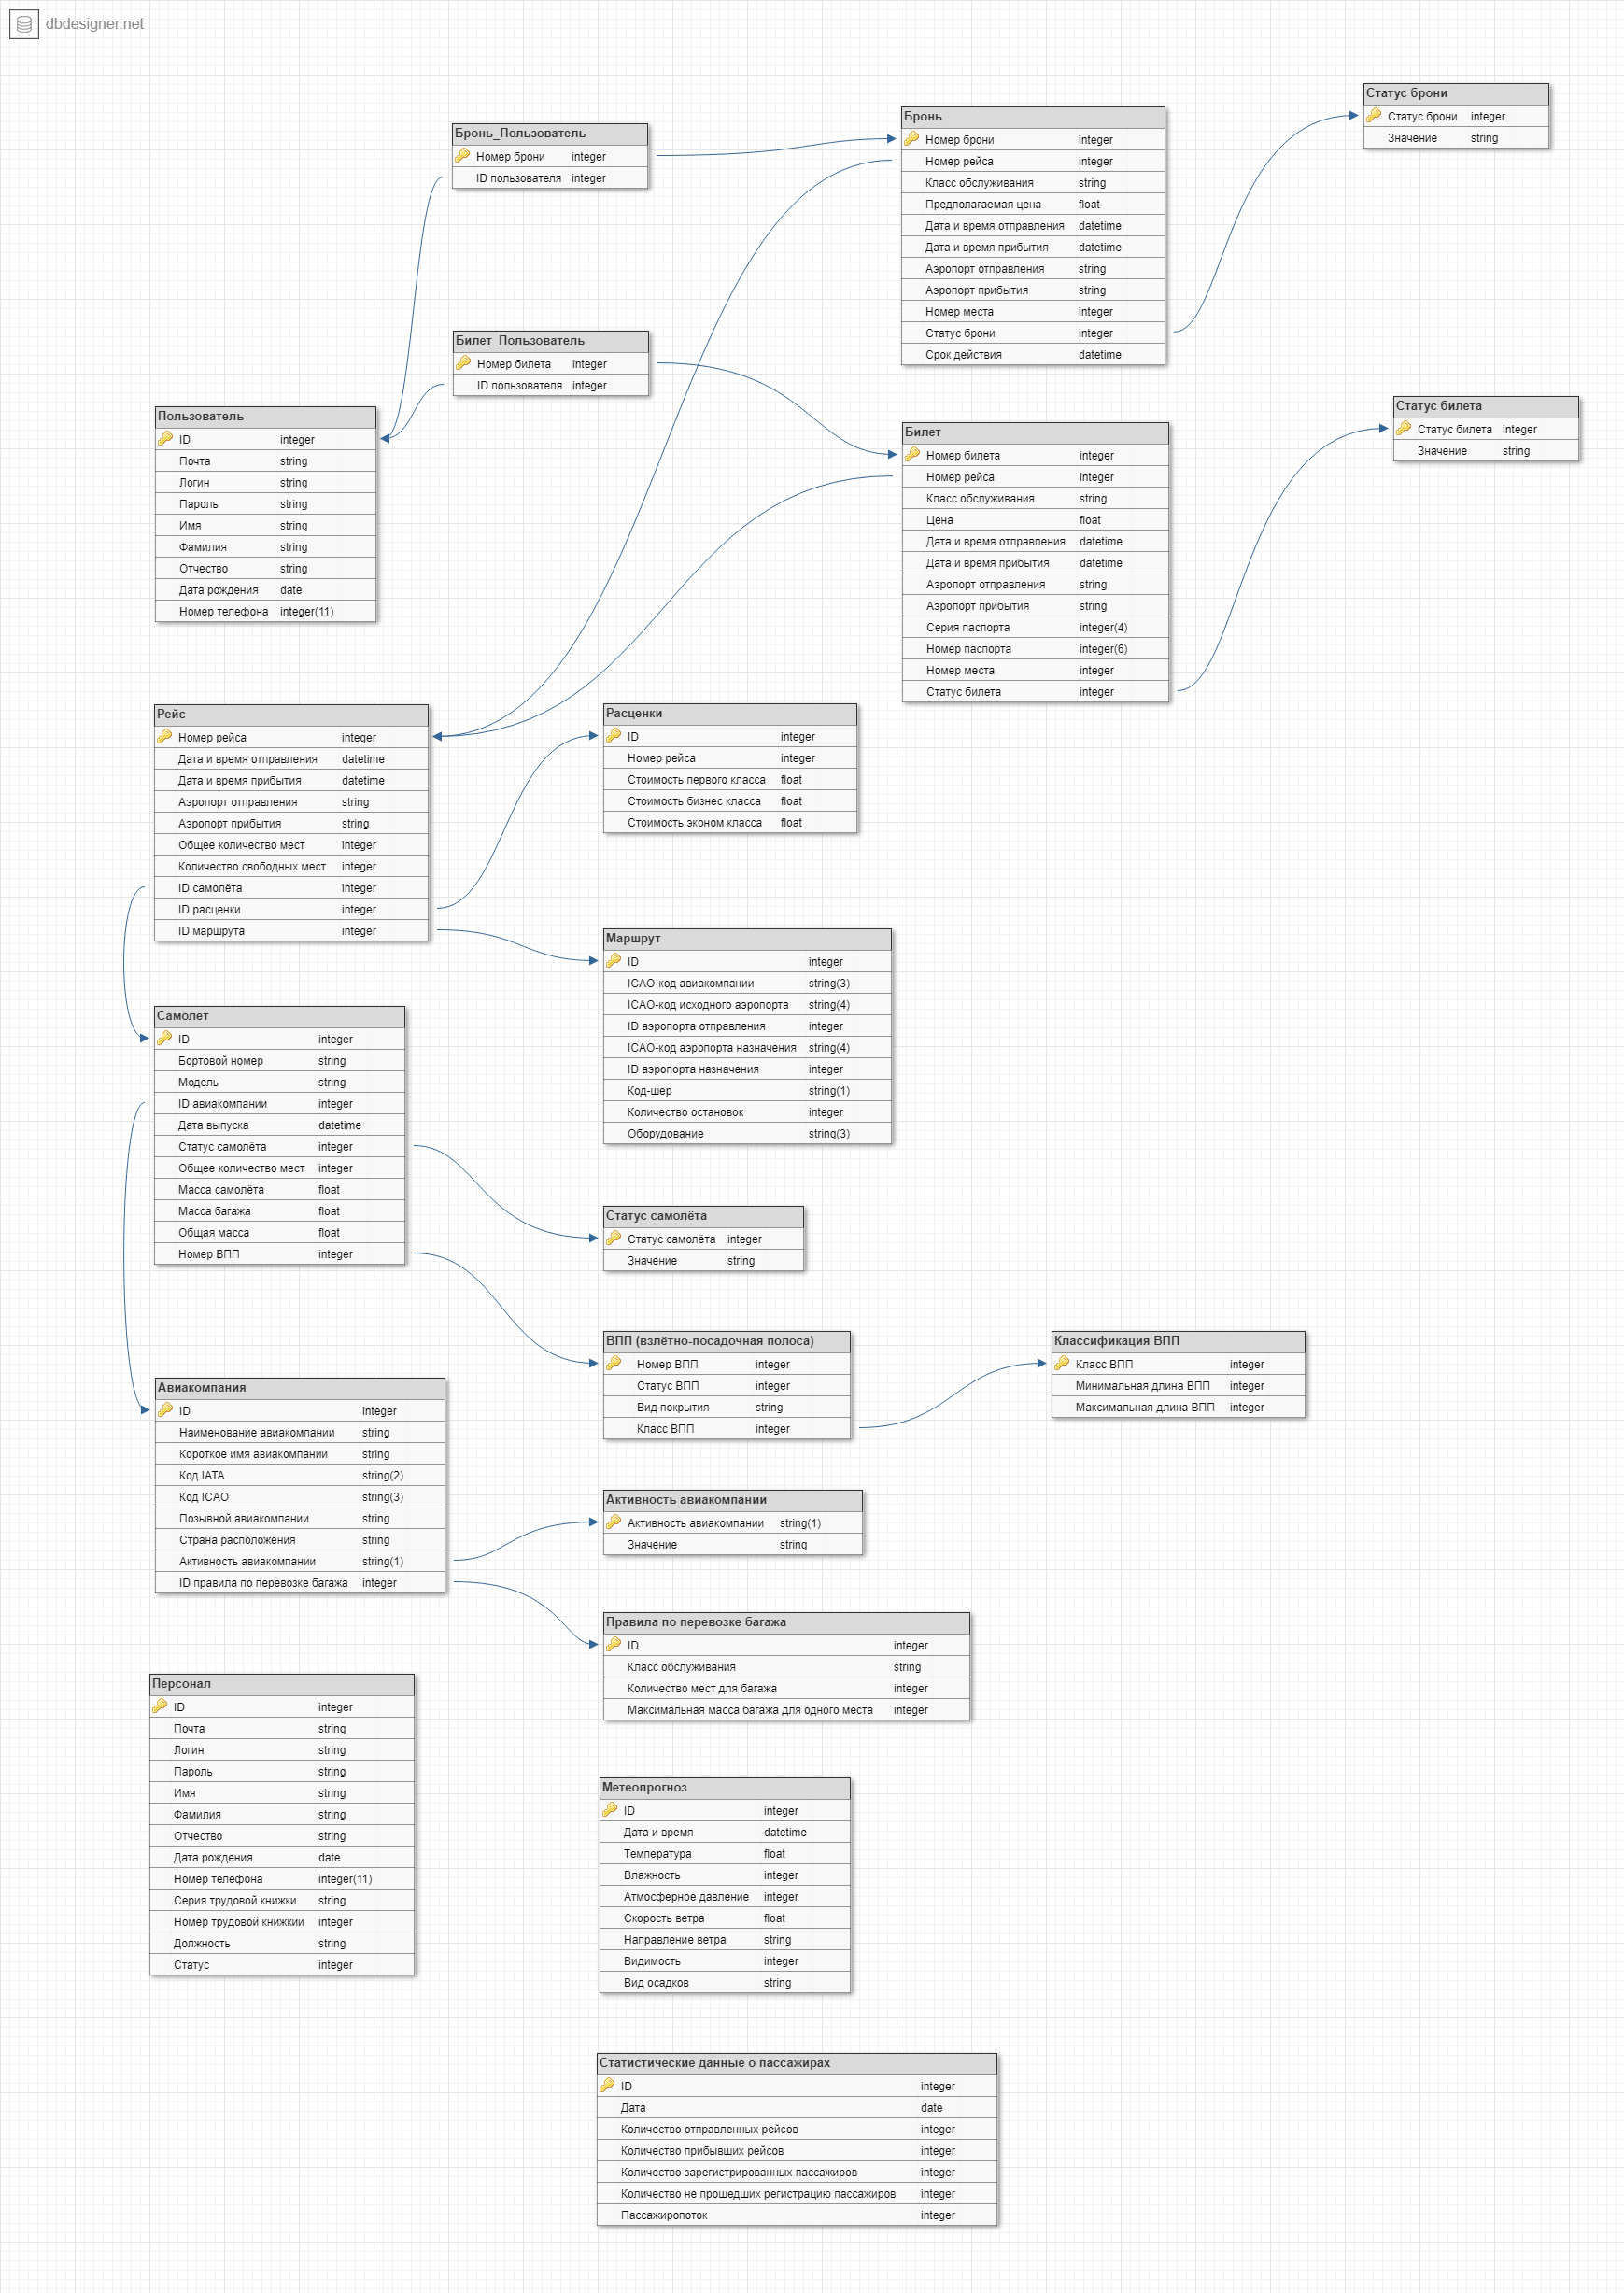 dbdesigner.net
Статус брони
Статус брони integer
Значение string
Бронь
Номер брони integer
Номер рейса integer
Класс обслуживания string
Предполагаемая цена float
Дата и время отправления datetime
Дата и время прибытия datetime
Аэропорт отправления string
Аэропорт прибытия string
Номер места integer
Статус брони integer
Срок действия datetime
Бронь_Пользователь
Номер брони integer
ID пользователя integer
Билет_Пользователь
Номер билета integer
ID пользователя integer
Статус билета
Статус билета integer
Значение string
Пользователь
ID integer
Почта string
Логин string
Пароль string
Имя string
Фамилия string
Отчество string
Дата рождения date
Номер телефона integer(11)
Билет
Номер билета integer
Номер рейса integer
Класс обслуживания string
Цена float
Дата и время отправления datetime
Дата и время прибытия datetime
Аэропорт отправления string
Аэропорт прибытия string
Серия паспорта integer(4)
Номер паспорта integer(6)
Номер места integer
Статус билета integer
Рейс
Номер рейса integer
Дата и время отправления datetime
Дата и время прибытия datetime
Аэропорт отправления string
Аэропорт прибытия string
Общее количество мест integer
Количество свободных мест integer
ID самолёта integer
ID расценки integer
ID маршрута integer
Расценки
ID integer
Номер рейса integer
Стоимость первого класса float
Стоимость бизнес класса float
Стоимость эконом класса float
Маршрут
ID integer
ICAO-код авиакомпании string(3)
ICAO-код исходного аэропорта string(4)
ID аэропорта отправления integer
ICAO-код аэропорта назначения string(4)
ID аэропорта назначения integer
Код-шер string(1)
Количество остановок integer
Оборудование string(3)
Самолёт
ID integer
Бортовой номер string
Модель string
ID авиакомпании integer
Дата выпуска datetime
Статус самолёта integer
Общее количество мест integer
Масса самолёта float
Масса багажа float
Общая масса float
Номер ВПП integer
Статус самолёта
Статус самолёта integer
Значение string
ВПП (взлётно-посадочная полоса)
Номер ВПП integer
Статус ВПП integer
Вид покрытия string
Класс ВПП integer
Классификация ВПП
Класс ВПП integer
Минимальная длина ВПП integer
Максимальная длина ВПП integer
Авиакомпания
ID integer
Наименование авиакомпании string
Короткое имя авиакомпании string
Код IATA string(2)
Код ICAO string(3)
Позывной авиакомпании string
Страна расположения string
Активность авиакомпании string(1)
ID правила по перевозке багажа integer
Активность авиакомпании
Активность авиакомпании string(1)
Значение string
Правила по перевозке багажа
ID integer
Класс обслуживания string
Количество мест для багажа integer
Максимальная масса багажа для одного места integer
Персонал
ID integer
Почта string
Логин string
Пароль string
Имя string
Фамилия string
Отчество string
Дата рождения date
Номер телефона integer(11)
Серия трудовой книжки string
Номер трудовой книжкии integer
Должность string
Статус integer
Метеопрогноз
ID integer
Дата и время datetime
Температура float
Влажность integer
Атмосферное давление integer
Скорость ветра float
Направление ветра string
Видимость integer
Вид осадков string
Статистические данные о пассажирах
ID integer
Дата date
Количество отправленных рейсов integer
Количество прибывших рейсов integer
Количество зарегистрированных пассажиров integer
Количество не прошедших регистрацию пассажиров integer
Пассажиропоток integer